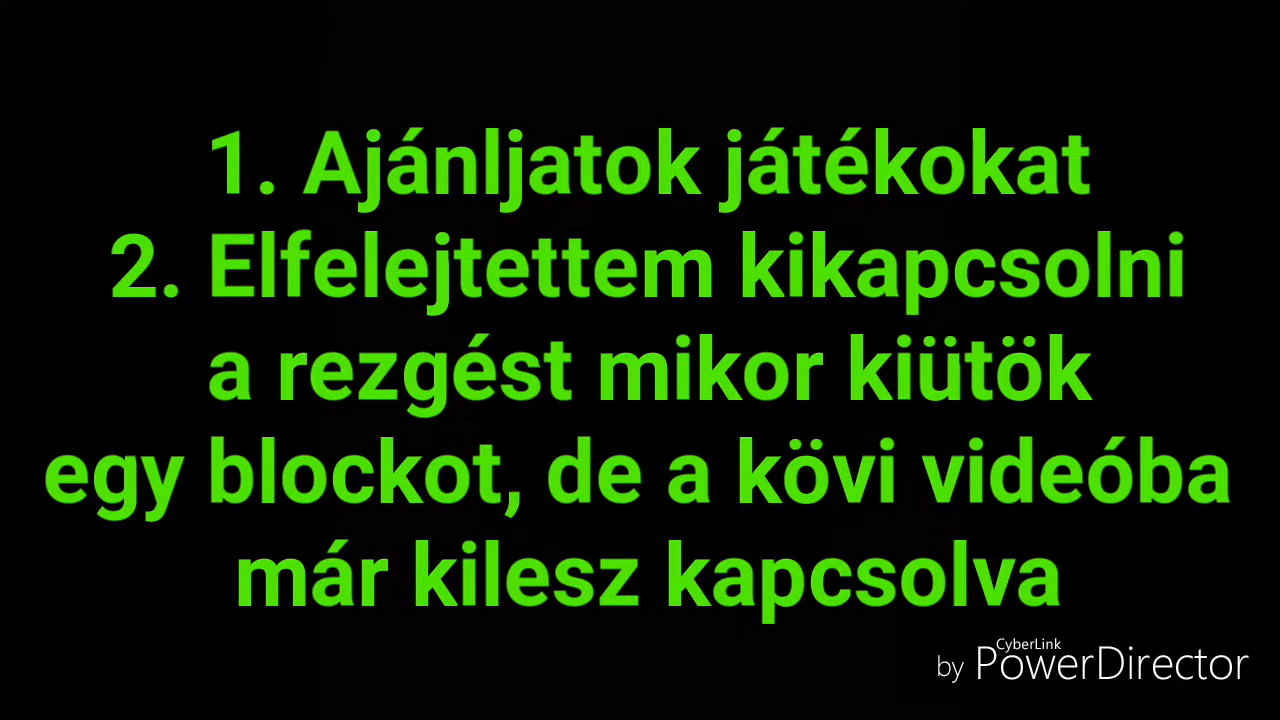 1. Ajánljatok játékokat
2. Elfelejtettem kikapcsolni
a rezgést mikor kiütök
egy blockot, de a kövi videóba
már kilesz kapcsolva
CyberLink
by PowerDirector